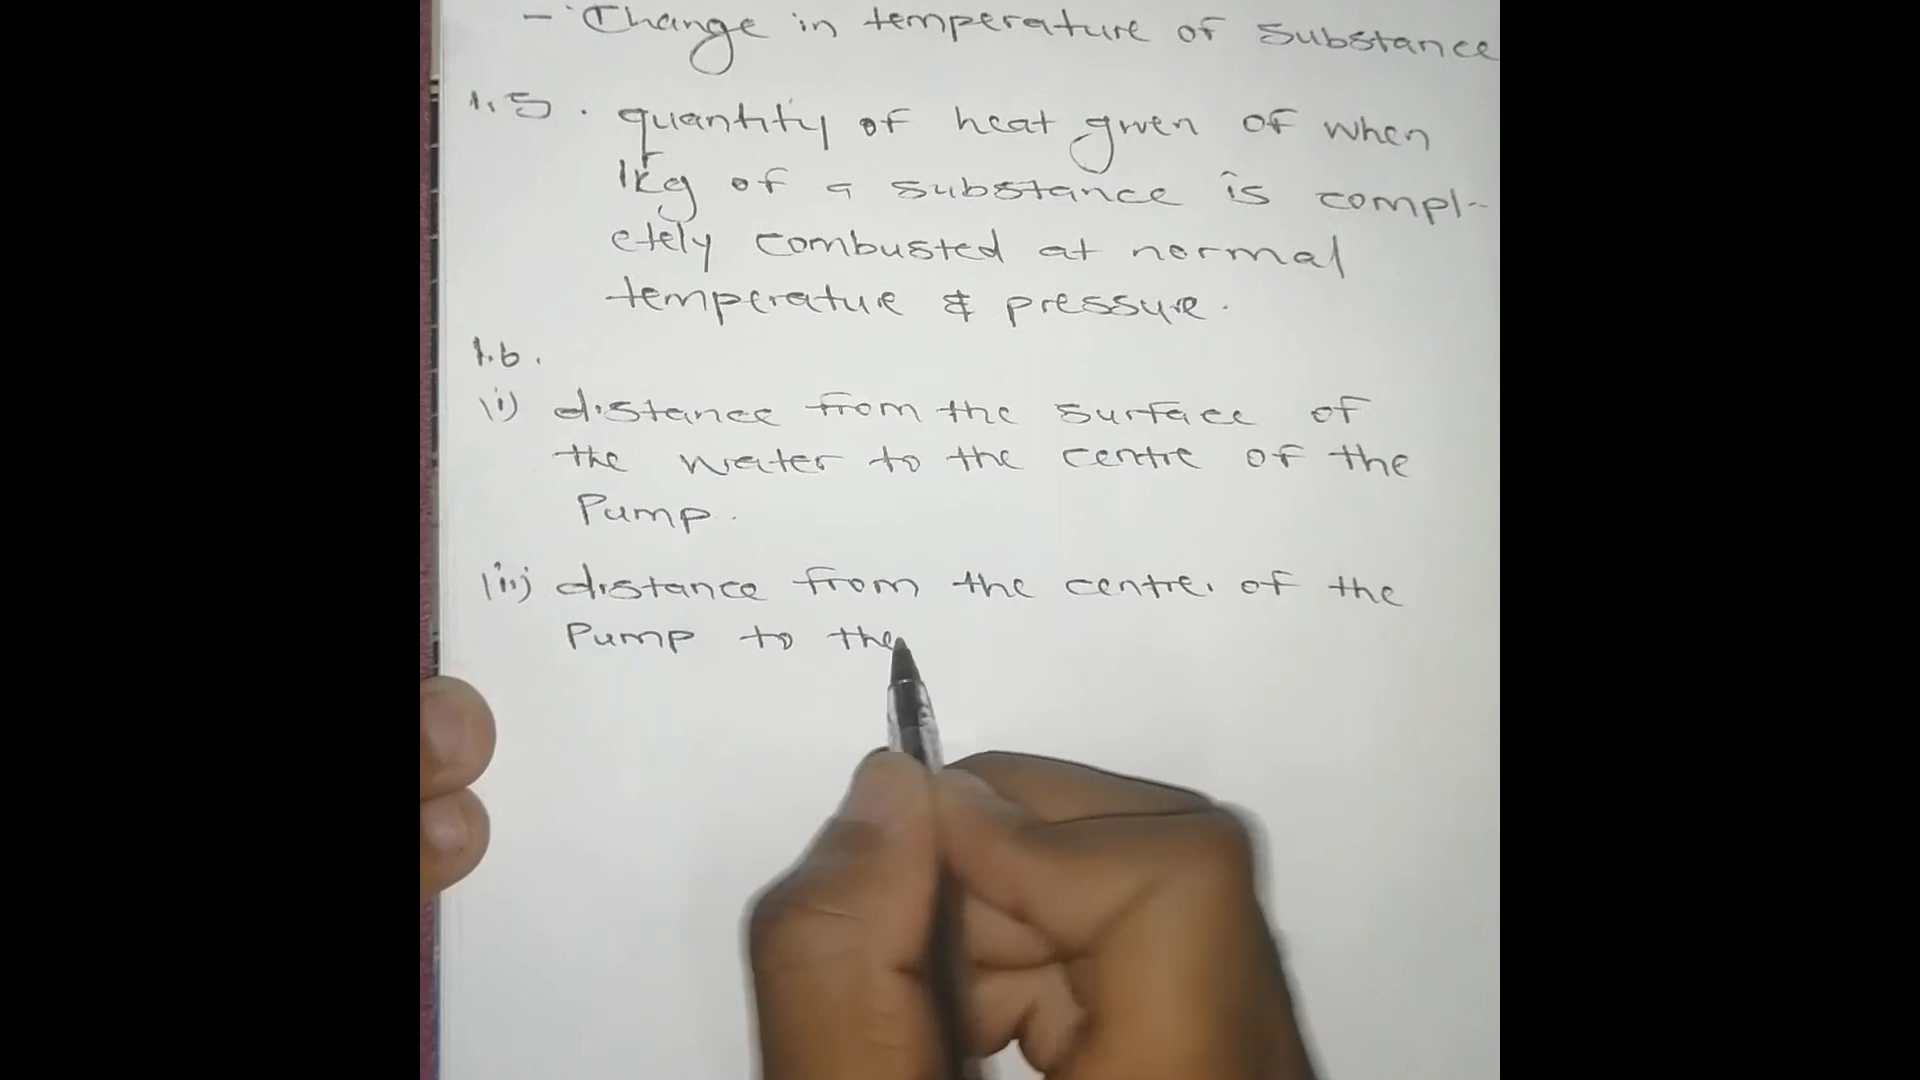 - Change in temperature of substance
1.5. quantity of heat given of when
1kg of a substance is compl-
etely combusted at normal
temperature & pressure.
1.6.
(i) distance from the surface of
the water to the centre of the
Pump.
(ii) distance from the centre. of the
Pump to the